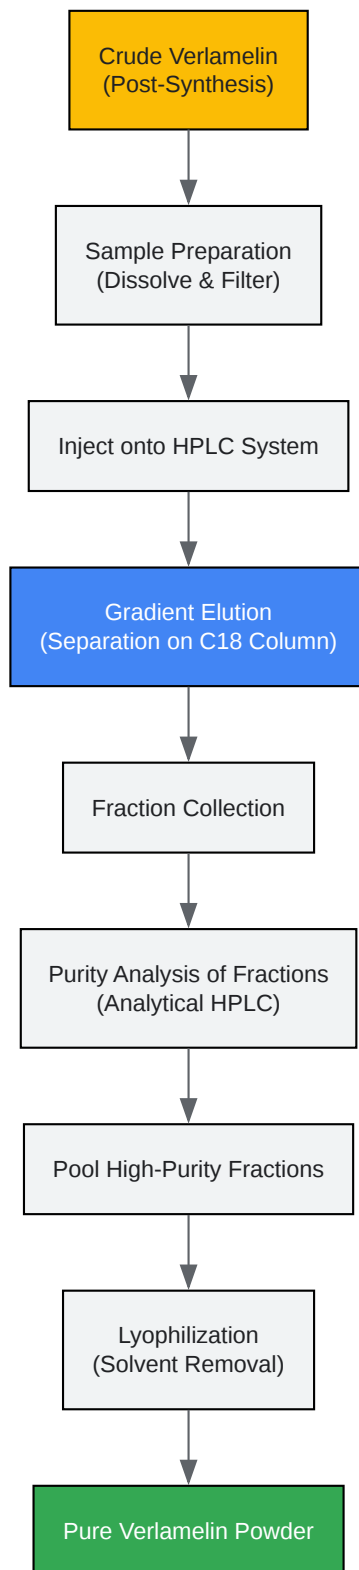 Crude Verlamelin
(Post-Synthesis)
Sample Preparation
(Dissolve & Filter)
Inject onto HPLC System
Gradient Elution
(Separation on C18 Column)
Fraction Collection
Purity Analysis of Fractions
(Analytical HPLC)
Pool High-Purity Fractions
Lyophilization
(Solvent Removal)
Pure Verlamelin Powder